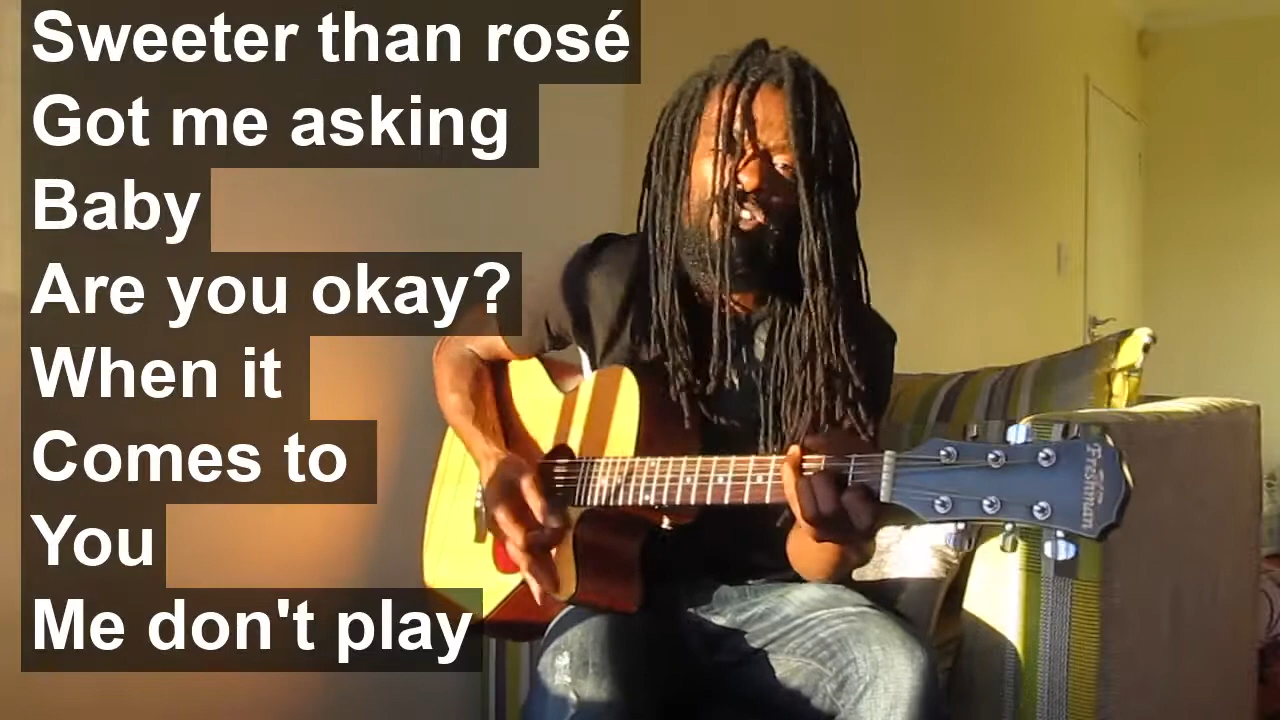 Sweeter than rosé
Got me asking
Baby
Are you okay?
When it
Comes to
You
Me don't play
Freshman